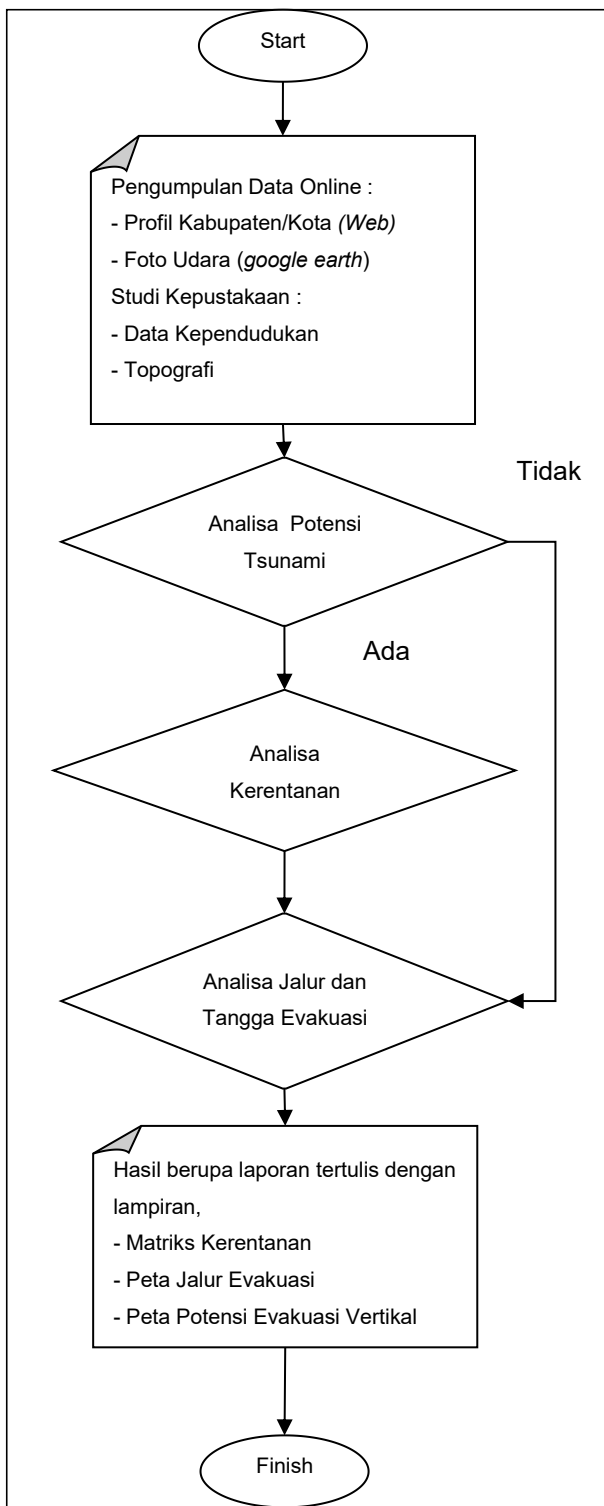 Start
Pengumpulan Data Online :
- Profil Kabupaten/Kota (Web)
- Foto Udara (google earth)
Studi Kepustakaan :
- Data Kependudukan
- Topografi
Tidak
Analisa Potensi
Tsunami
Ada
Analisa
Kerentanan
Analisa Jalur dan
Tangga Evakuasi
Hasil berupa laporan tertulis dengan
lampiran,
- Matriks Kerentanan
- Peta Jalur Evakuasi
- Peta Potensi Evakuasi Vertikal
Finish